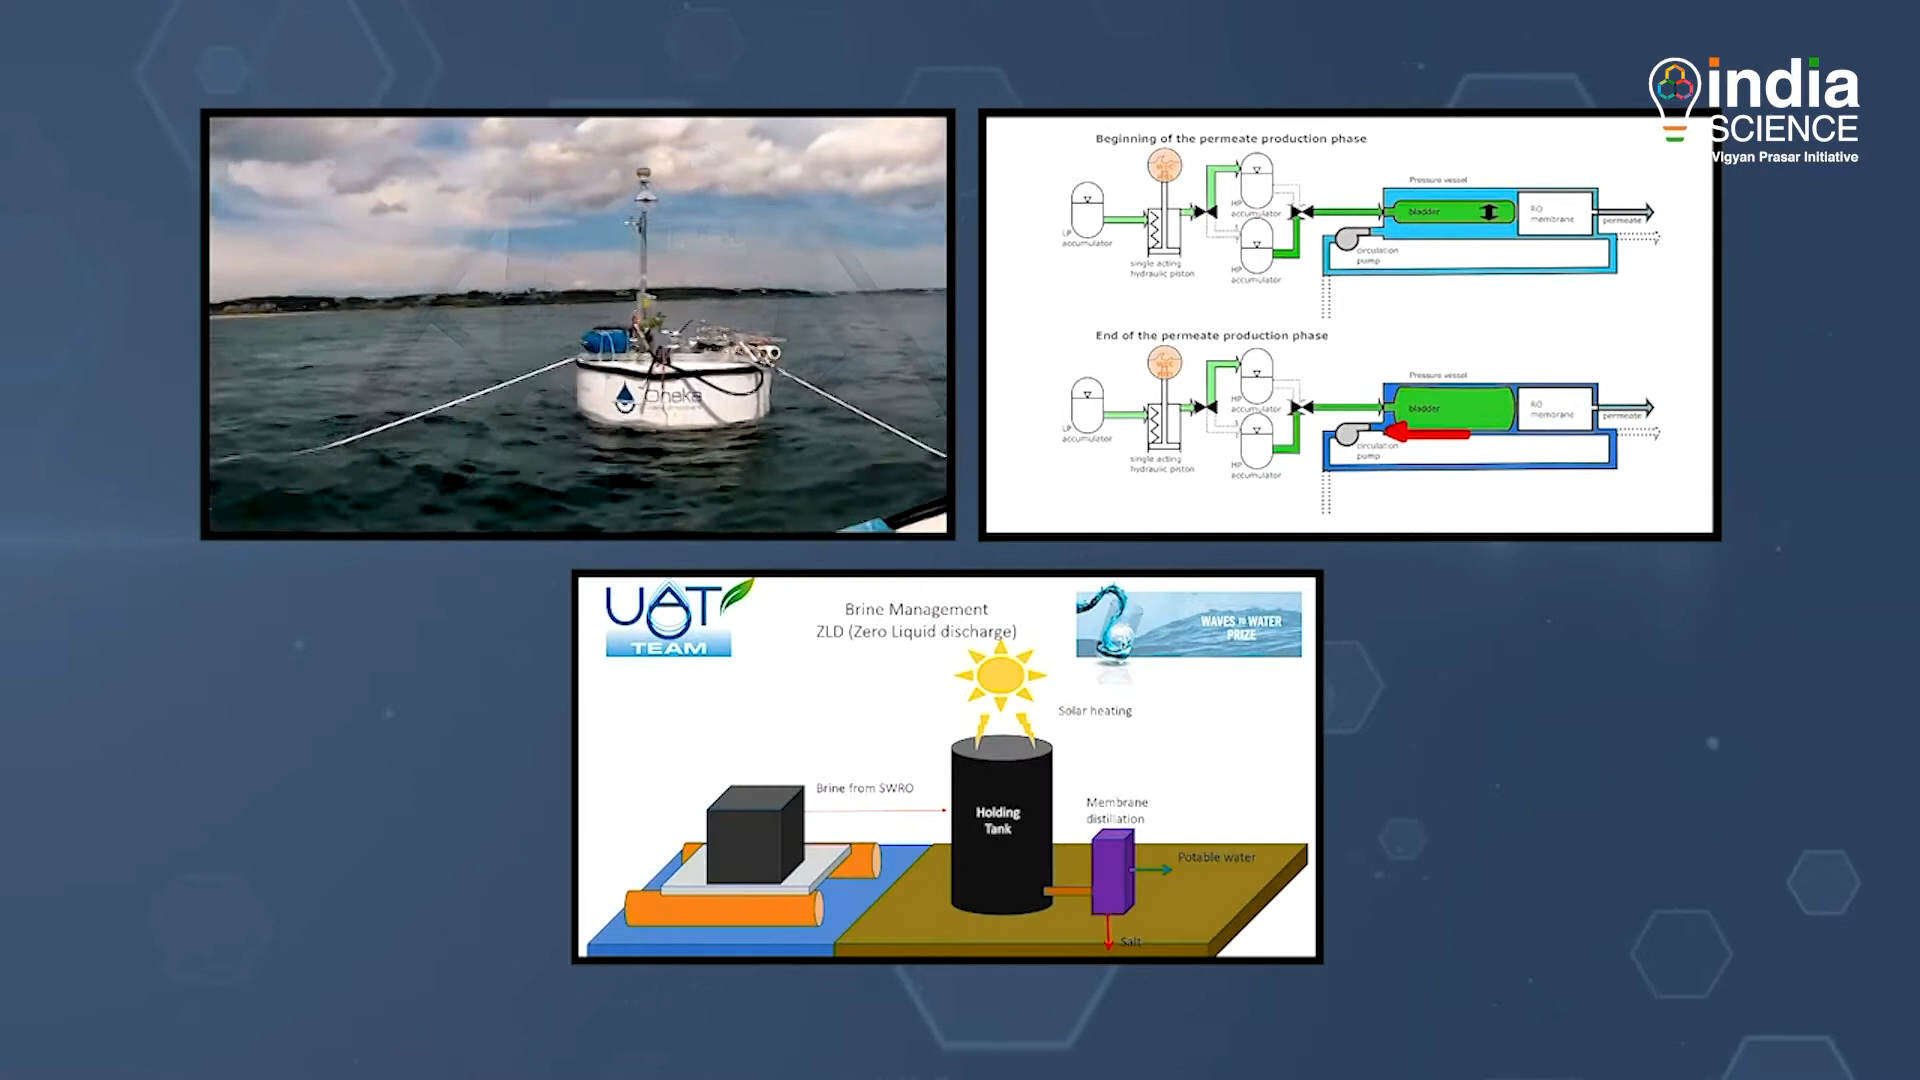 india
SCIENCE
Vigyan Prasar Initiative
Oneka
Beginning of the permeate production phase
Pressure vessel
bladder
RO
membrane
permeate
HP
accumulator
LP
accumulator
circulation
pump
single acting
hydraulic piston
HP
accumulator
End of the permeate production phase
Pressure vessel
bladder
RO
membrane
permeate
HP
accumulator
LP
accumulator
circulation
pump
single acting
hydraulic piston
HP
accumulator
UAT
TEAM
Brine Management
ZLD (Zero Liquid discharge)
WAVES TO WATER
PRIZE
Solar heating
Brine from SWRO
Holding
Tank
Membrane
distillation
Potable water
Salt